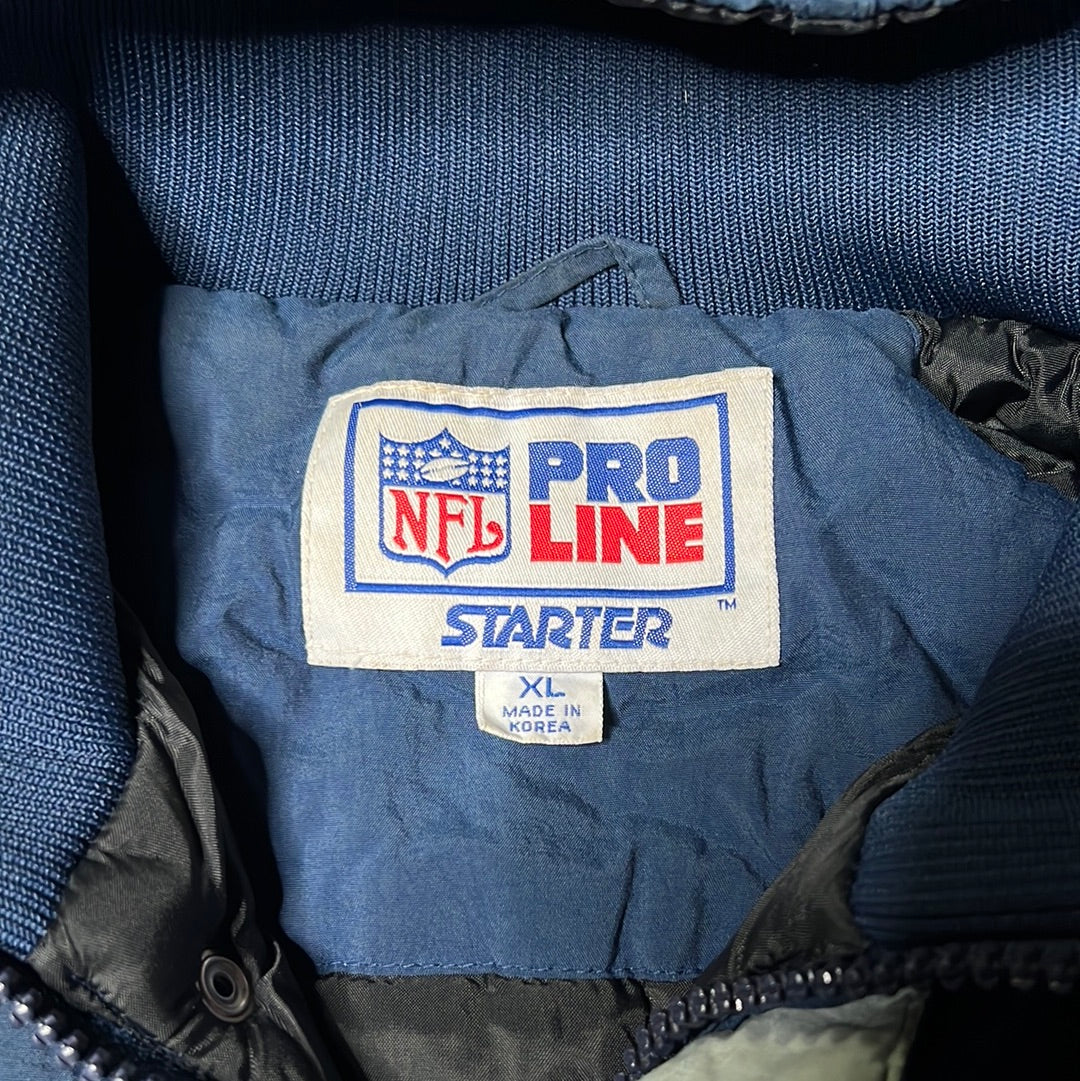 NFL
PRO
LINE
STARTER ™
XL
MADE IN
KOREA